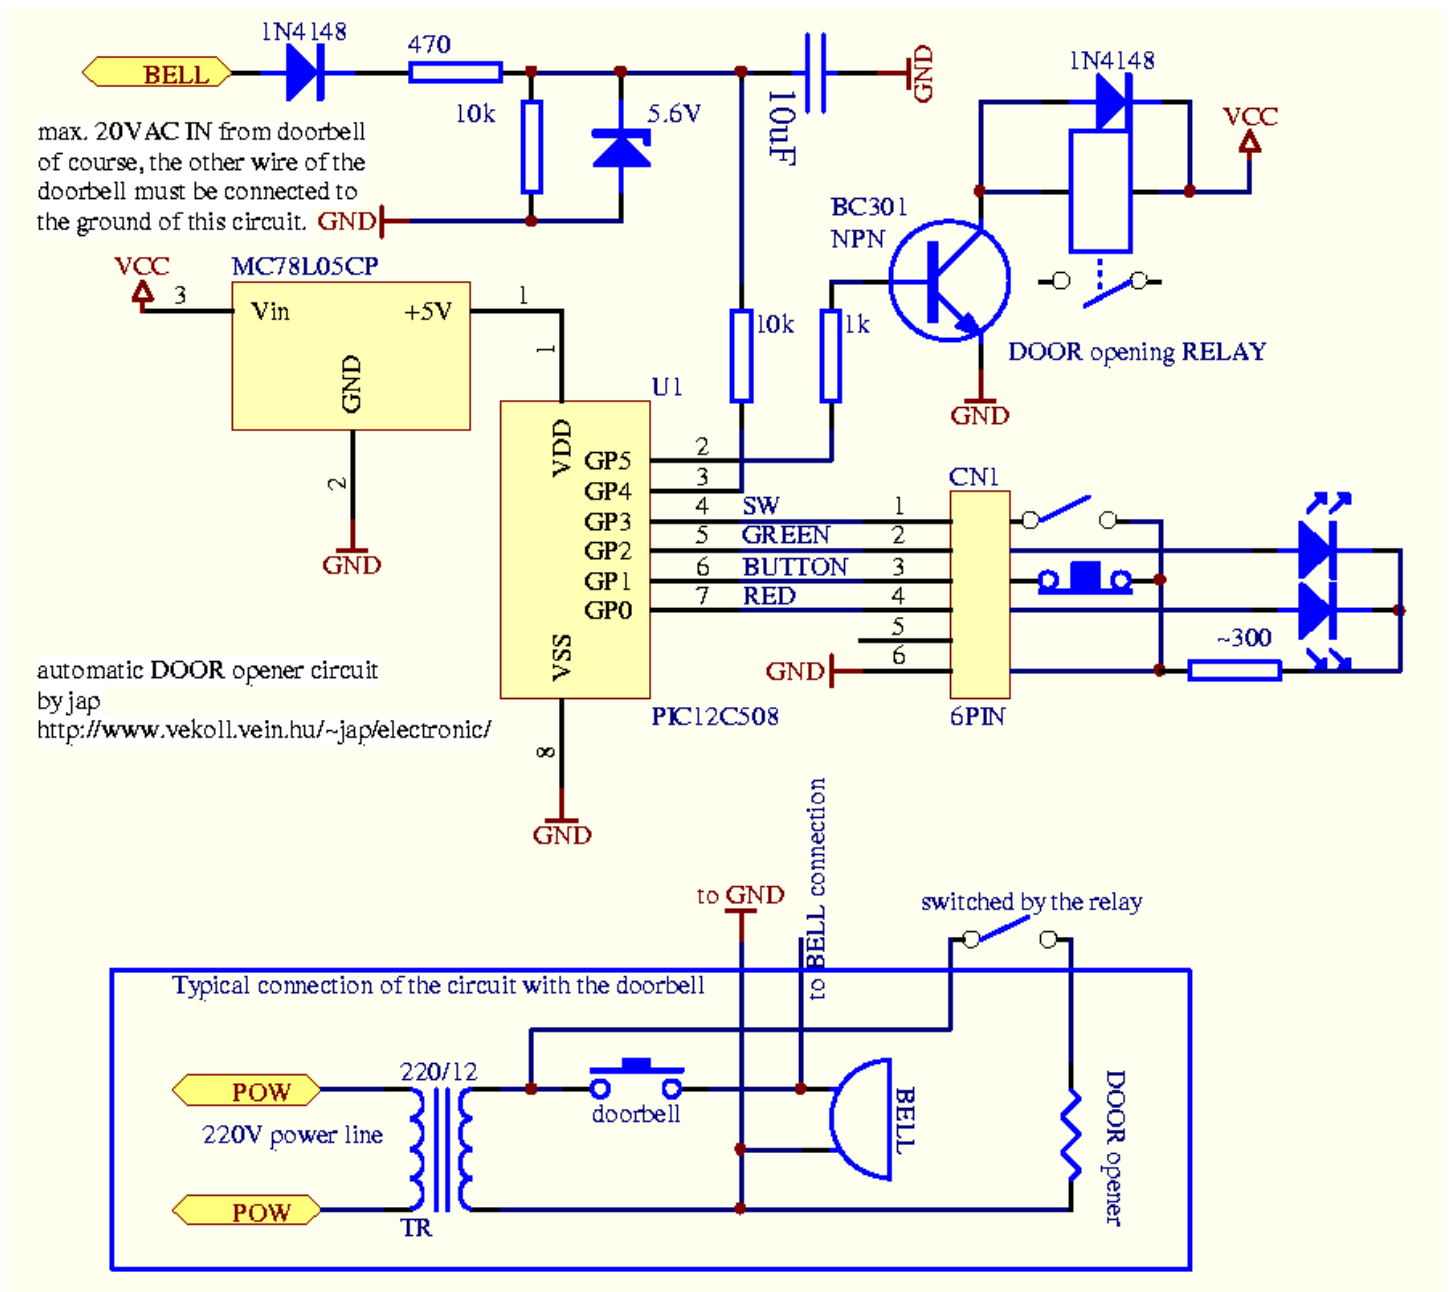 1N4148
470
BELL
10k
5.6V
10uF
GND
1N4148
VCC
max. 20VAC IN from doorbell
of course, the other wire of the
doorbell must be connected to
the ground of this circuit.
GND
BC301
NPN
VCC
MC78L05CP
3
Vin
+5V
1
GND
1
2
GND
10k
1k
DOOR opening RELAY
GND
U1
VDD
GP5
2
GP4
3
GP3
4
SW
1
GP2
5
GREEN
2
GP1
6
BUTTON
3
GP0
7
RED
4
5
6
GND
CN1
6PIN
~300
VSS
PIC12C508
8
GND
automatic DOOR opener circuit
by jap
http://www.vekoll.vein.hu/~jap/electronic/
to GND
to BELL connection
switched by the relay
Typical connection of the circuit with the doorbell
POW
220/12
220V power line
doorbell
BELL
DOOR opener
POW
TR